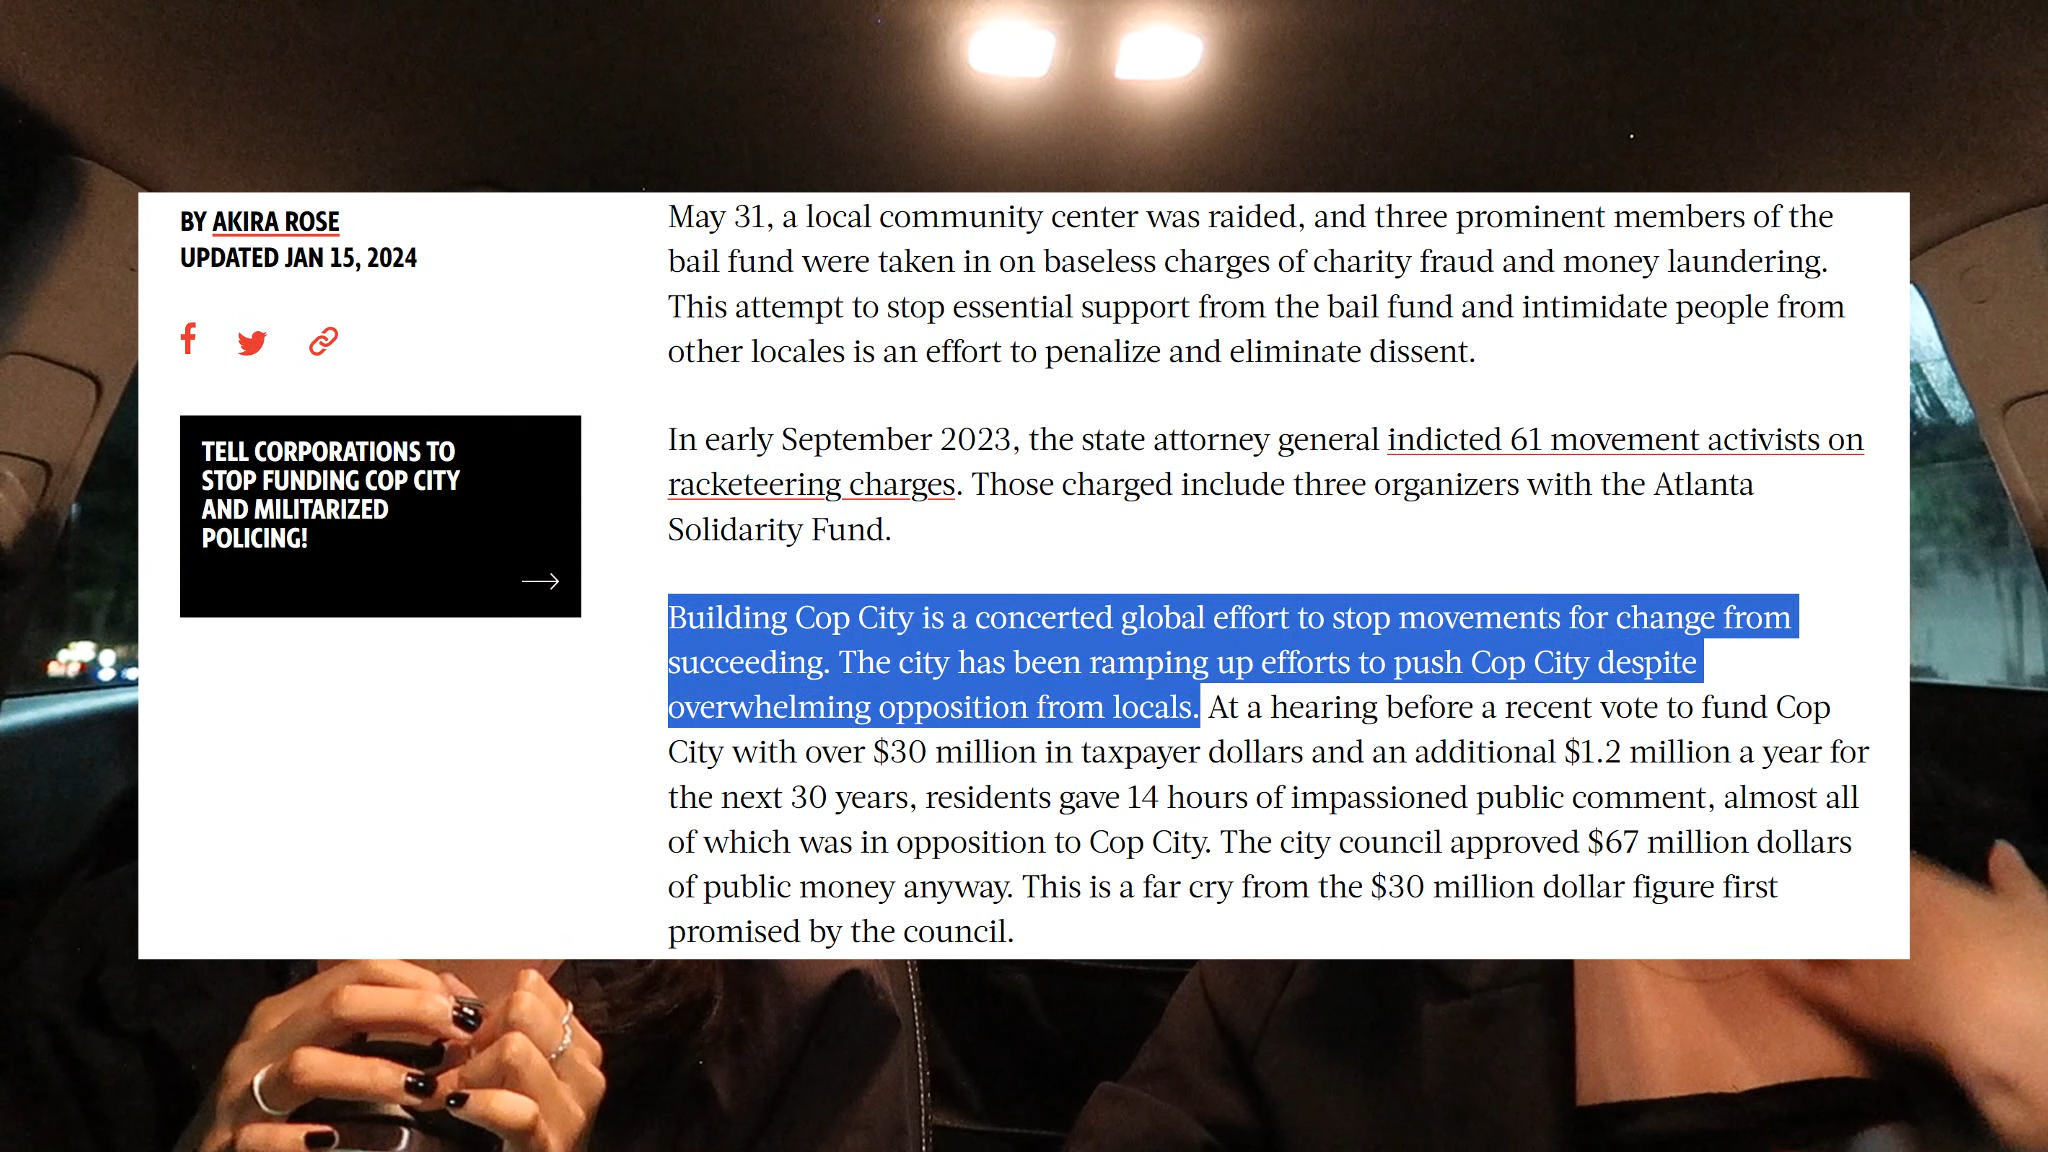 BY AKIRA ROSE
UPDATED JAN 15, 2024
TELL CORPORATIONS TO
STOP FUNDING COP CITY
AND MILITARIZED
POLICING!
May 31, a local community center was raided, and three prominent members of the
bail fund were taken in on baseless charges of charity fraud and money laundering.
This attempt to stop essential support from the bail fund and intimidate people from
other locales is an effort to penalize and eliminate dissent.
In early September 2023, the state attorney general indicted 61 movement activists on
racketeering charges. Those charged include three organizers with the Atlanta
Solidarity Fund.
Building Cop City is a concerted global effort to stop movements for change from
succeeding. The city has been ramping up efforts to push Cop City despite
overwhelming opposition from locals. At a hearing before a recent vote to fund Cop
City with over $30 million in taxpayer dollars and an additional $1.2 million a year for
the next 30 years, residents gave 14 hours of impassioned public comment, almost all
of which was in opposition to Cop City. The city council approved $67 million dollars
of public money anyway. This is a far cry from the $30 million dollar figure first
promised by the council.